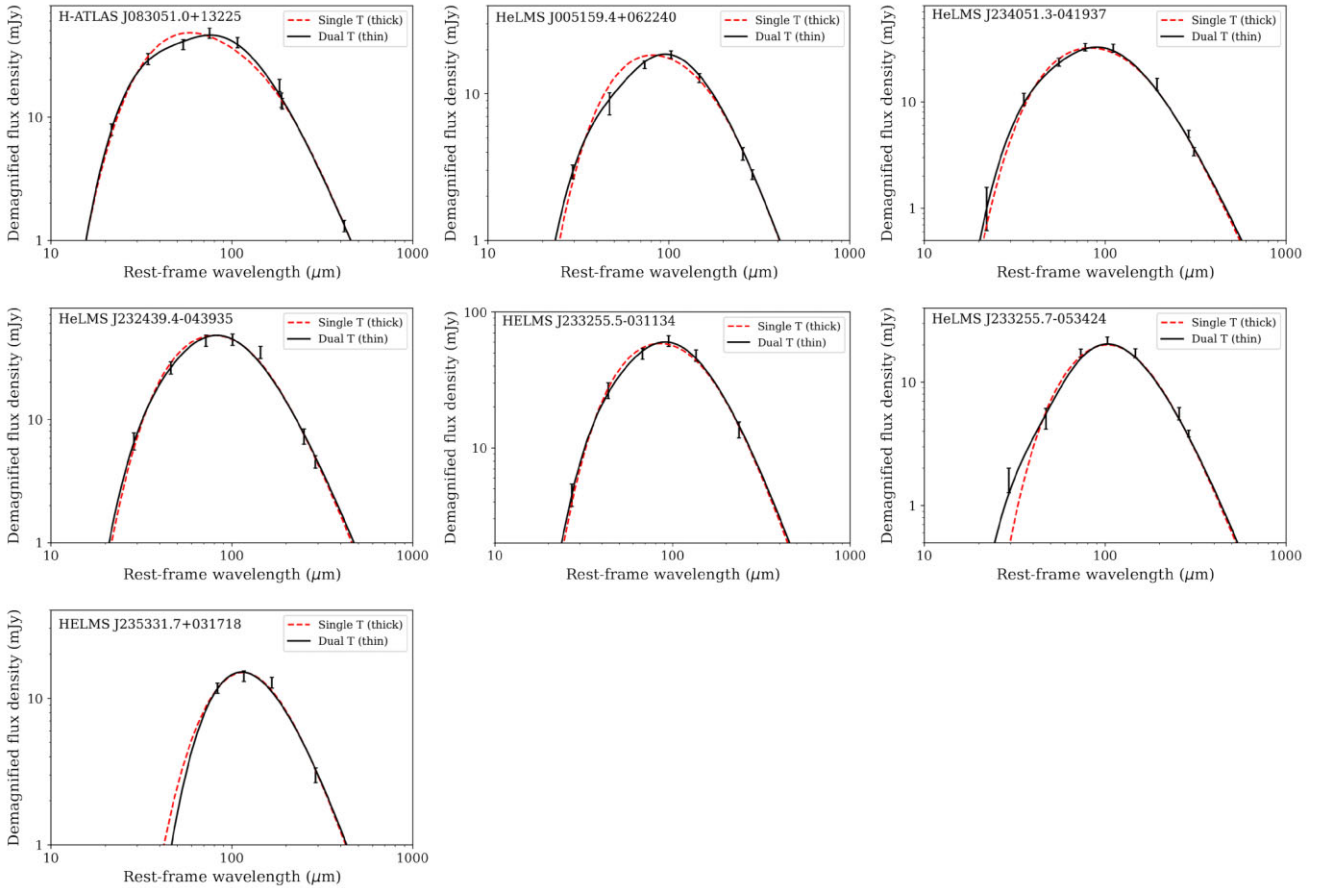 H-ATLAS J083051.0+13225
Single T (thick)
Dual T (thin)
Demagnified flux density (mJy)
10
1
10
100
1000
Rest-frame wavelength (μm)
HeLMS J005159.4+062240
Single T (thick)
Dual T (thin)
Demagnified flux density (mJy)
10
1
10
100
1000
Rest-frame wavelength (μm)
HeLMS J234051.3-041937
Single T (thick)
Dual T (thin)
Demagnified flux density (mJy)
10
1
10
100
1000
Rest-frame wavelength (μm)
HeLMS J232439.4-043935
Single T (thick)
Dual T (thin)
Demagnified flux density (mJy)
10
1
10
100
1000
Rest-frame wavelength (μm)
HELMS J233255.5-031134
Single T (thick)
Dual T (thin)
Demagnified flux density (mJy)
100
10
10
100
1000
Rest-frame wavelength (μm)
HeLMS J233255.7-053424
Single T (thick)
Dual T (thin)
Demagnified flux density (mJy)
10
1
10
100
1000
Rest-frame wavelength (μm)
HELMS J235331.7+031718
Single T (thick)
Dual T (thin)
Demagnified flux density (mJy)
10
1
10
100
1000
Rest-frame wavelength (μm)